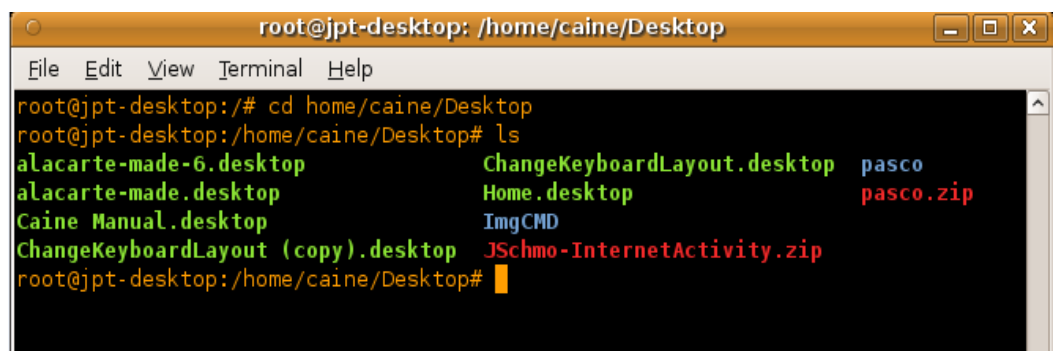 root@jpt-desktop: /home/caine/Desktop
File Edit View Terminal Help
root@jpt-desktop:/# cd home/caine/Desktop
root@jpt-desktop:/home/caine/Desktop# ls
alacarte-made-6.desktop ChangeKeyboardLayout.desktop pasco
alacarte-made.desktop Home.desktop pasco.zip
Caine Manual.desktop ImgCMD
ChangeKeyboardLayout (copy).desktop JSchmo-InternetActivity.zip
root@jpt-desktop:/home/caine/Desktop#